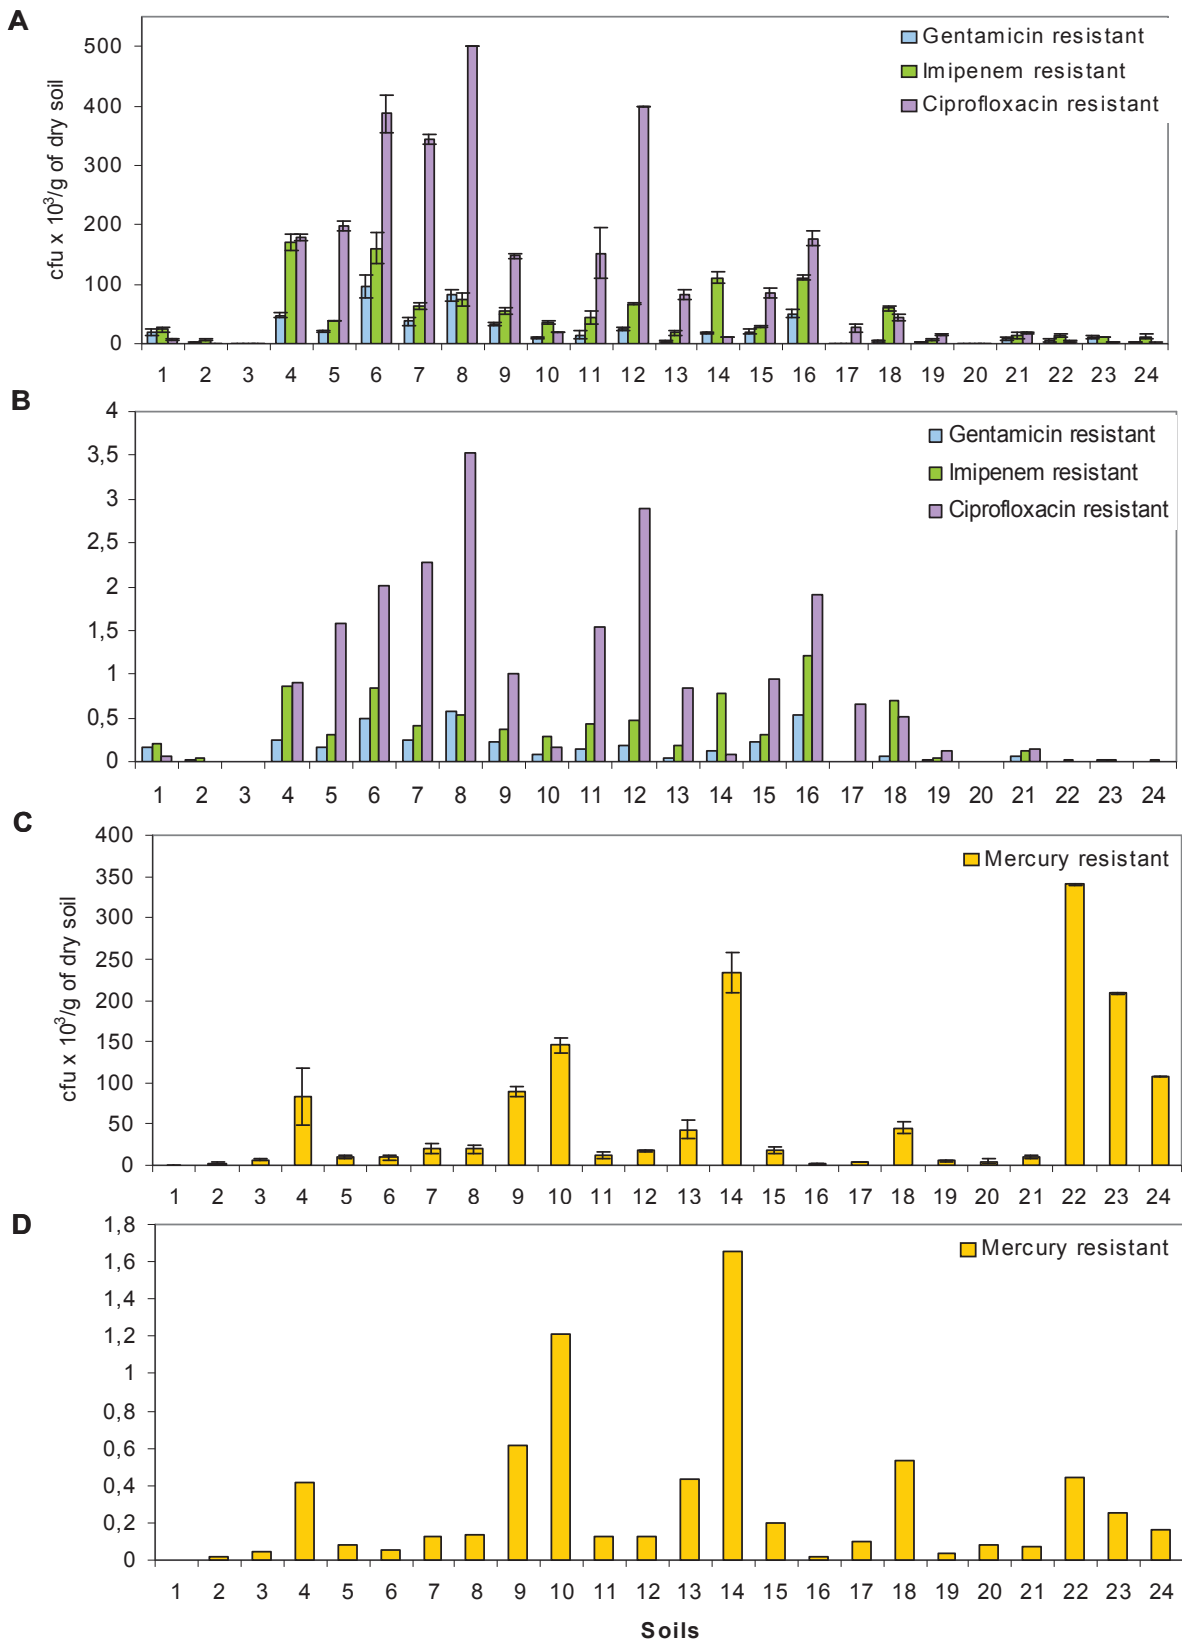 A
cfu x 10³/g of dry soil
500
400
300
200
100
0
Gentamicin resistant
Imipenem resistant
Ciprofloxacin resistant
1 2 3 4 5 6 7 8 9 10 11 12 13 14 15 16 17 18 19 20 21 22 23 24
B
4
3,5
3
2,5
2
1,5
1
0,5
0
Gentamicin resistant
Imipenem resistant
Ciprofloxacin resistant
1 2 3 4 5 6 7 8 9 10 11 12 13 14 15 16 17 18 19 20 21 22 23 24
C
cfu x 10³/g of dry soil
400
350
300
250
200
150
100
50
0
Mercury resistant
1 2 3 4 5 6 7 8 9 10 11 12 13 14 15 16 17 18 19 20 21 22 23 24
D
1,8
1,6
1,4
1,2
1
0,8
0,6
0,4
0,2
0
Mercury resistant
1 2 3 4 5 6 7 8 9 10 11 12 13 14 15 16 17 18 19 20 21 22 23 24
Soils